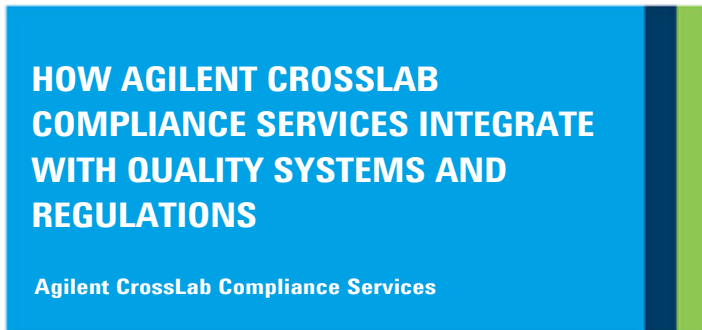 HOW AGILENT CROSSLAB
COMPLIANCE SERVICES INTEGRATE
WITH QUALITY SYSTEMS AND
REGULATIONS
Agilent CrossLab Compliance Services